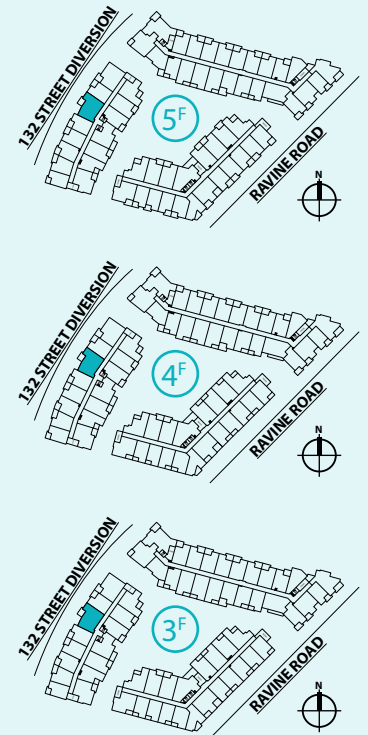 132 STREET DIVERSION
5F
RAVINE ROAD
N
132 STREET DIVERSION
4F
RAVINE ROAD
N
132 STREET DIVERSION
3F
RAVINE ROAD
N